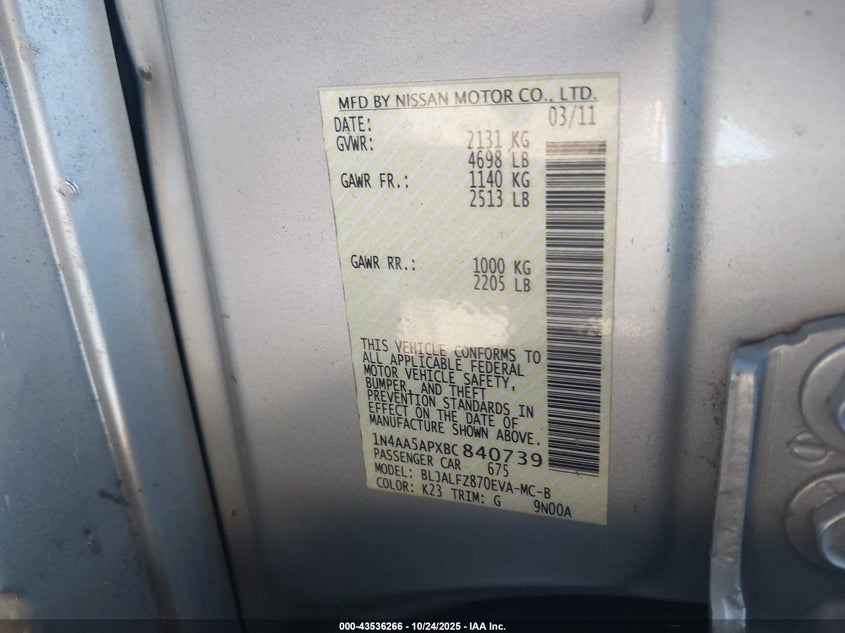 MFD BY NISSAN MOTOR CO., LTD.
DATE: 03/11
GVWR: 2131 KG
4698 LB
GAWR FR.: 1140 KG
2513 LB
GAWR RR.: 1000 KG
2205 LB
THIS VEHICLE CONFORMS TO
ALL APPLICABLE FEDERAL
MOTOR VEHICLE SAFETY,
BUMPER, AND THEFT
PREVENTION STANDARDS IN
EFFECT ON THE DATE OF
MANUFACTURE SHOWN ABOVE.
1N4AA5APXBC840739
PASSENGER CAR 675
MODEL: BLJALFZ870EVA-MC-B
COLOR: K23 TRIM: G 9N00A
000-43536266 - 10/24/2025 - IAA Inc.